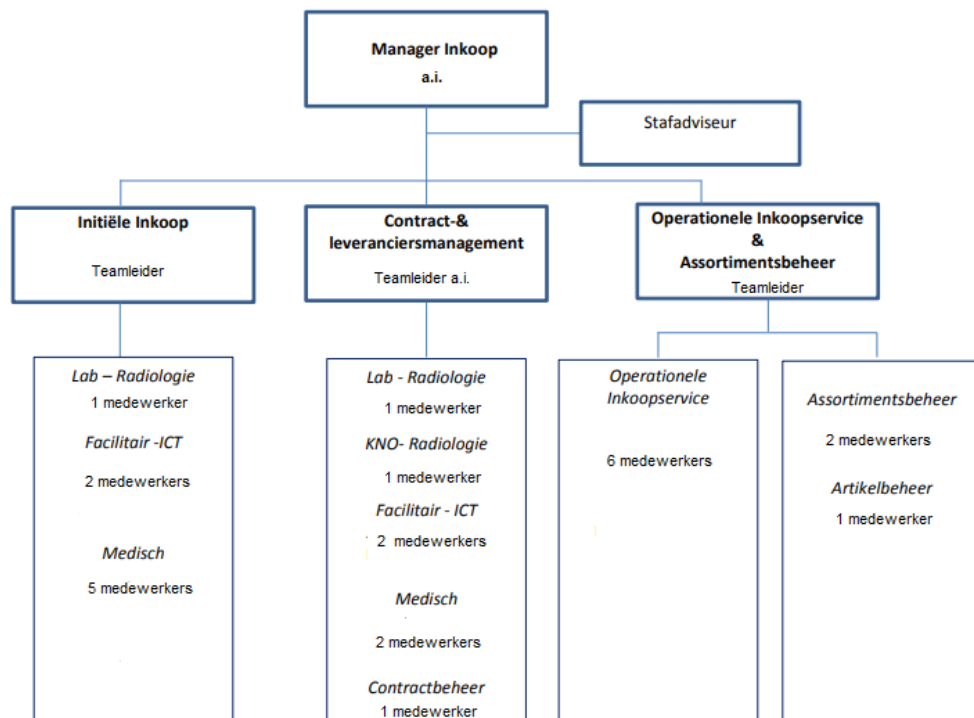 Manager Inkoop
a.i.
Stafadviseur
Initiële Inkoop
Teamleider
Contract-&
leveranciersmanagement
Teamleider a.i.
Operationele Inkoopservice
&
Assortimentsbeheer
Teamleider
Lab – Radiologie
1 medewerker
Facilitair -ICT
2 medewerkers
Medisch
5 medewerkers
Lab - Radiologie
1 medewerker
KNO- Radiologie
1 medewerker
Facilitair - ICT
2 medewerkers
Medisch
2 medewerkers
Contractbeheer
1 medewerker
Operationele
Inkoopservice
6 medewerkers
Assortimentsbeheer
2 medewerkers
Artikelbeheer
1 medewerker